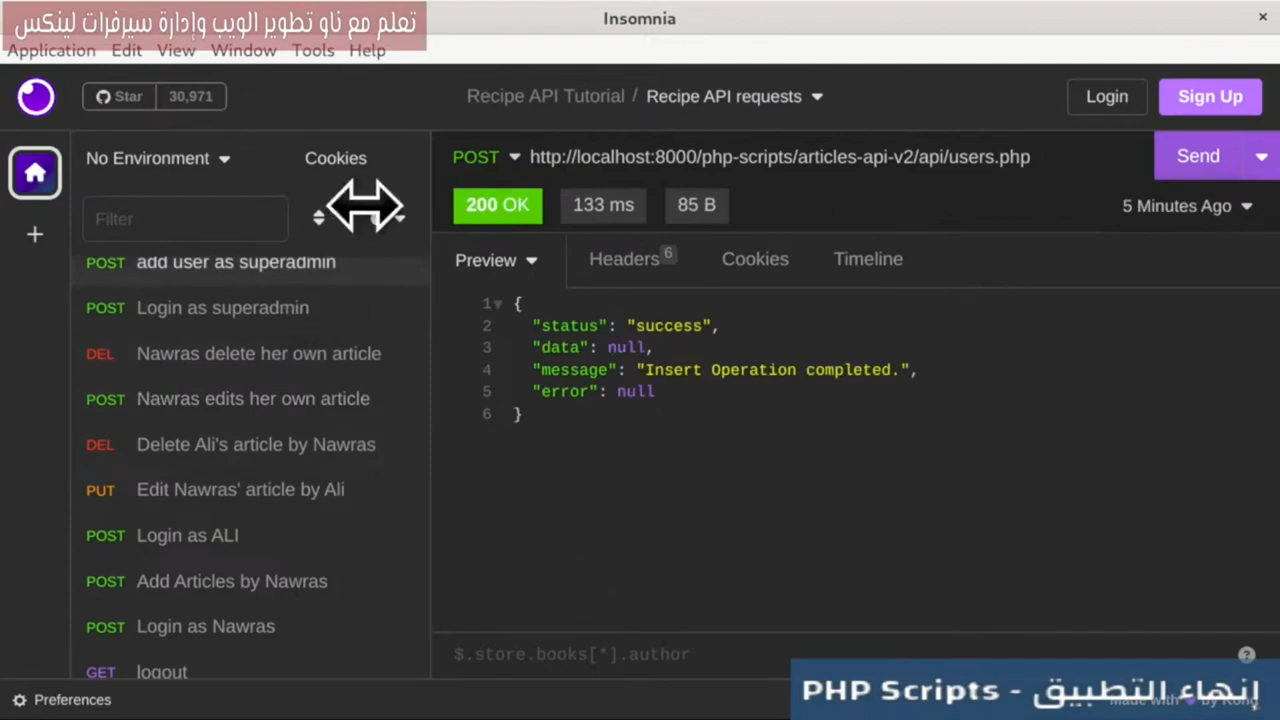 تعلم مع ناو تطوير الويب وإدارة سيرفرات لينكس
Insomnia
×
Application Edit View Window Tools Help
Star 30,971
Recipe API Tutorial / Recipe API requests
Login
Sign Up
No Environment
Cookies
POST http://localhost:8000/php-scripts/articles-api-v2/api/users.php
Send
Filter
200 OK 133 ms 85 B
5 Minutes Ago
POST add user as superadmin
POST Login as superadmin
DEL Nawras delete her own article
POST Nawras edits her own article
DEL Delete Ali's article by Nawras
PUT Edit Nawras' article by Ali
POST Login as ALI
POST Add Articles by Nawras
POST Login as Nawras
GET logout
Preview
Headers 6
Cookies
Timeline
1 {
2 "status": "success",
3 "data": null,
4 "message": "Insert Operation completed.",
5 "error": null
6 }
$.store.books[*].author
?
Preferences
Made with by Kong
إنهاء التطبيق - PHP Scripts